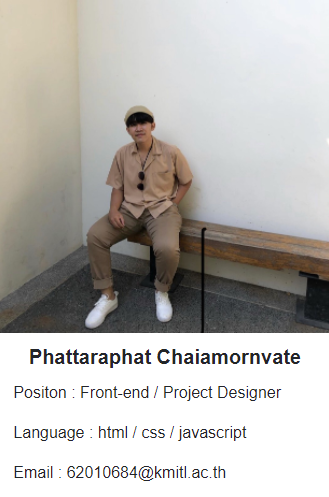 Phattaraphat Chaiamornvate
Positon : Front-end / Project Designer
Language : html / css / javascript
Email : 62010684@kmitl.ac.th